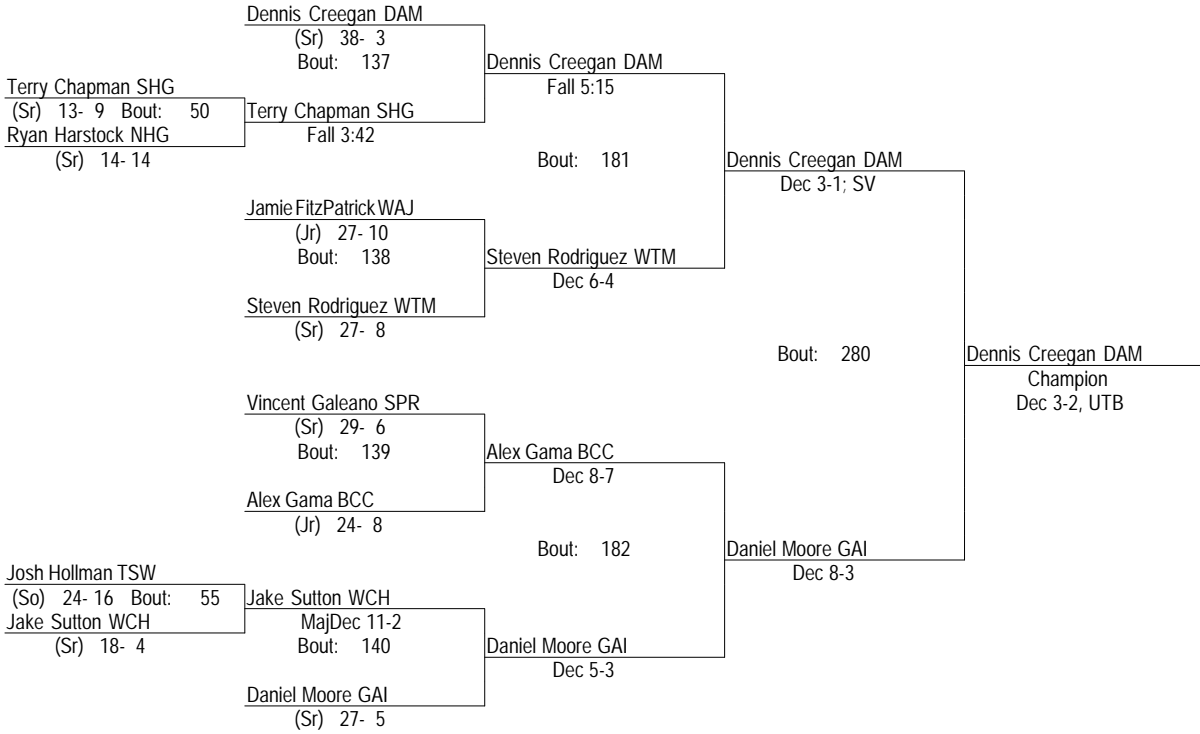 Dennis Creegan DAM
(Sr) 38- 3
Bout: 137
Dennis Creegan DAM
Fall 5:15
Terry Chapman SHG
(Sr) 13- 9 Bout: 50
Terry Chapman SHG
Fall 3:42
Ryan Harstock NHG
(Sr) 14- 14
Bout: 181
Dennis Creegan DAM
Dec 3-1; SV
Jamie FitzPatrick WAJ
(Jr) 27- 10
Bout: 138
Steven Rodriguez WTM
Dec 6-4
Steven Rodriguez WTM
(Sr) 27- 8
Bout: 280
Dennis Creegan DAM
Champion
Dec 3-2, UTB
Vincent Galeano SPR
(Sr) 29- 6
Bout: 139
Alex Gama BCC
Dec 8-7
Alex Gama BCC
(Jr) 24- 8
Bout: 182
Daniel Moore GAI
Dec 8-3
Josh Hollman TSW
(So) 24- 16 Bout: 55
Jake Sutton WCH
MajDec 11-2
Jake Sutton WCH
(Sr) 18- 4
Bout: 140
Daniel Moore GAI
Dec 5-3
Daniel Moore GAI
(Sr) 27- 5